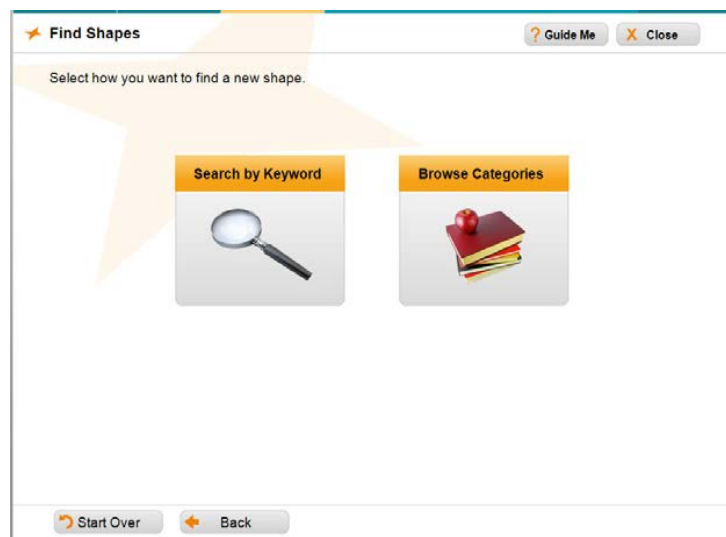 Find Shapes
? Guide Me
X Close
Select how you want to find a new shape.
Search by Keyword
Browse Categories
Start Over
Back